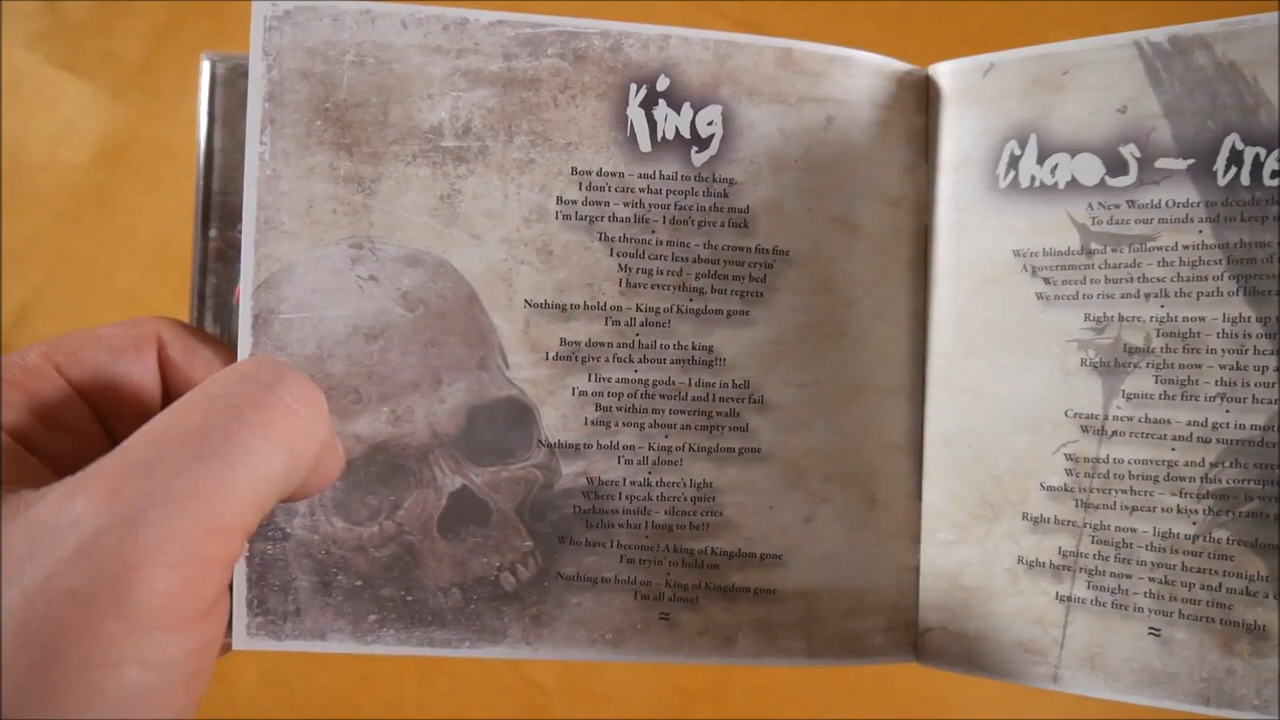 King
Bow down – and hail to the king,
I don't care what people think
Bow down – with your face in the mud
I'm larger than life – I don't give a fuck
The throne is mine – the crown fits fine
I could care less about your cryin'
My rug is red – golden my bed
I have everything, but regrets
Nothing to hold on – King of Kingdom gone
I'm all alone!
Bow down and hail to the king
I don't give a fuck about anything!!!
I live among gods – I dine in hell
I'm on top of the world and I never fail
But within my towering walls
I sing a song about an empty soul
Nothing to hold on – King of Kingdom gone
I'm all alone!
Where I walk there's light
Where I speak there's quiet
Darkness inside – silence cries
Is this what I long to be!?
Who have I become? A king of Kingdom gone
I'm tryin' to hold on
Nothing to hold on – King of Kingdom gone
I'm all alone!
≈
Chaos – Cre
A New World Order to decide
To daze our minds and to keep
We're blinded and we followed without rhyme
A government charade – the highest form of
We need to burst these chains of
We need to rise and walk the path of
Right here, right now – light up
Tonight – this is our
Ignite the fire in your
Right here, right now – wake up
Tonight – this is our
Ignite the fire in your
Create a new chaos – and get in
With no retreat and no surrender
We need to converge and set the
We need to bring down this
Smoke is everywhere – »freedom« is
The end is near so kiss the tyrants
Right here, right now – light up the freedom
Tonight – this is our time
Ignite the fire in your hearts tonight
Right here, right now – wake up and make a
Tonight – this is our time
Ignite the fire in your hearts tonight
≈